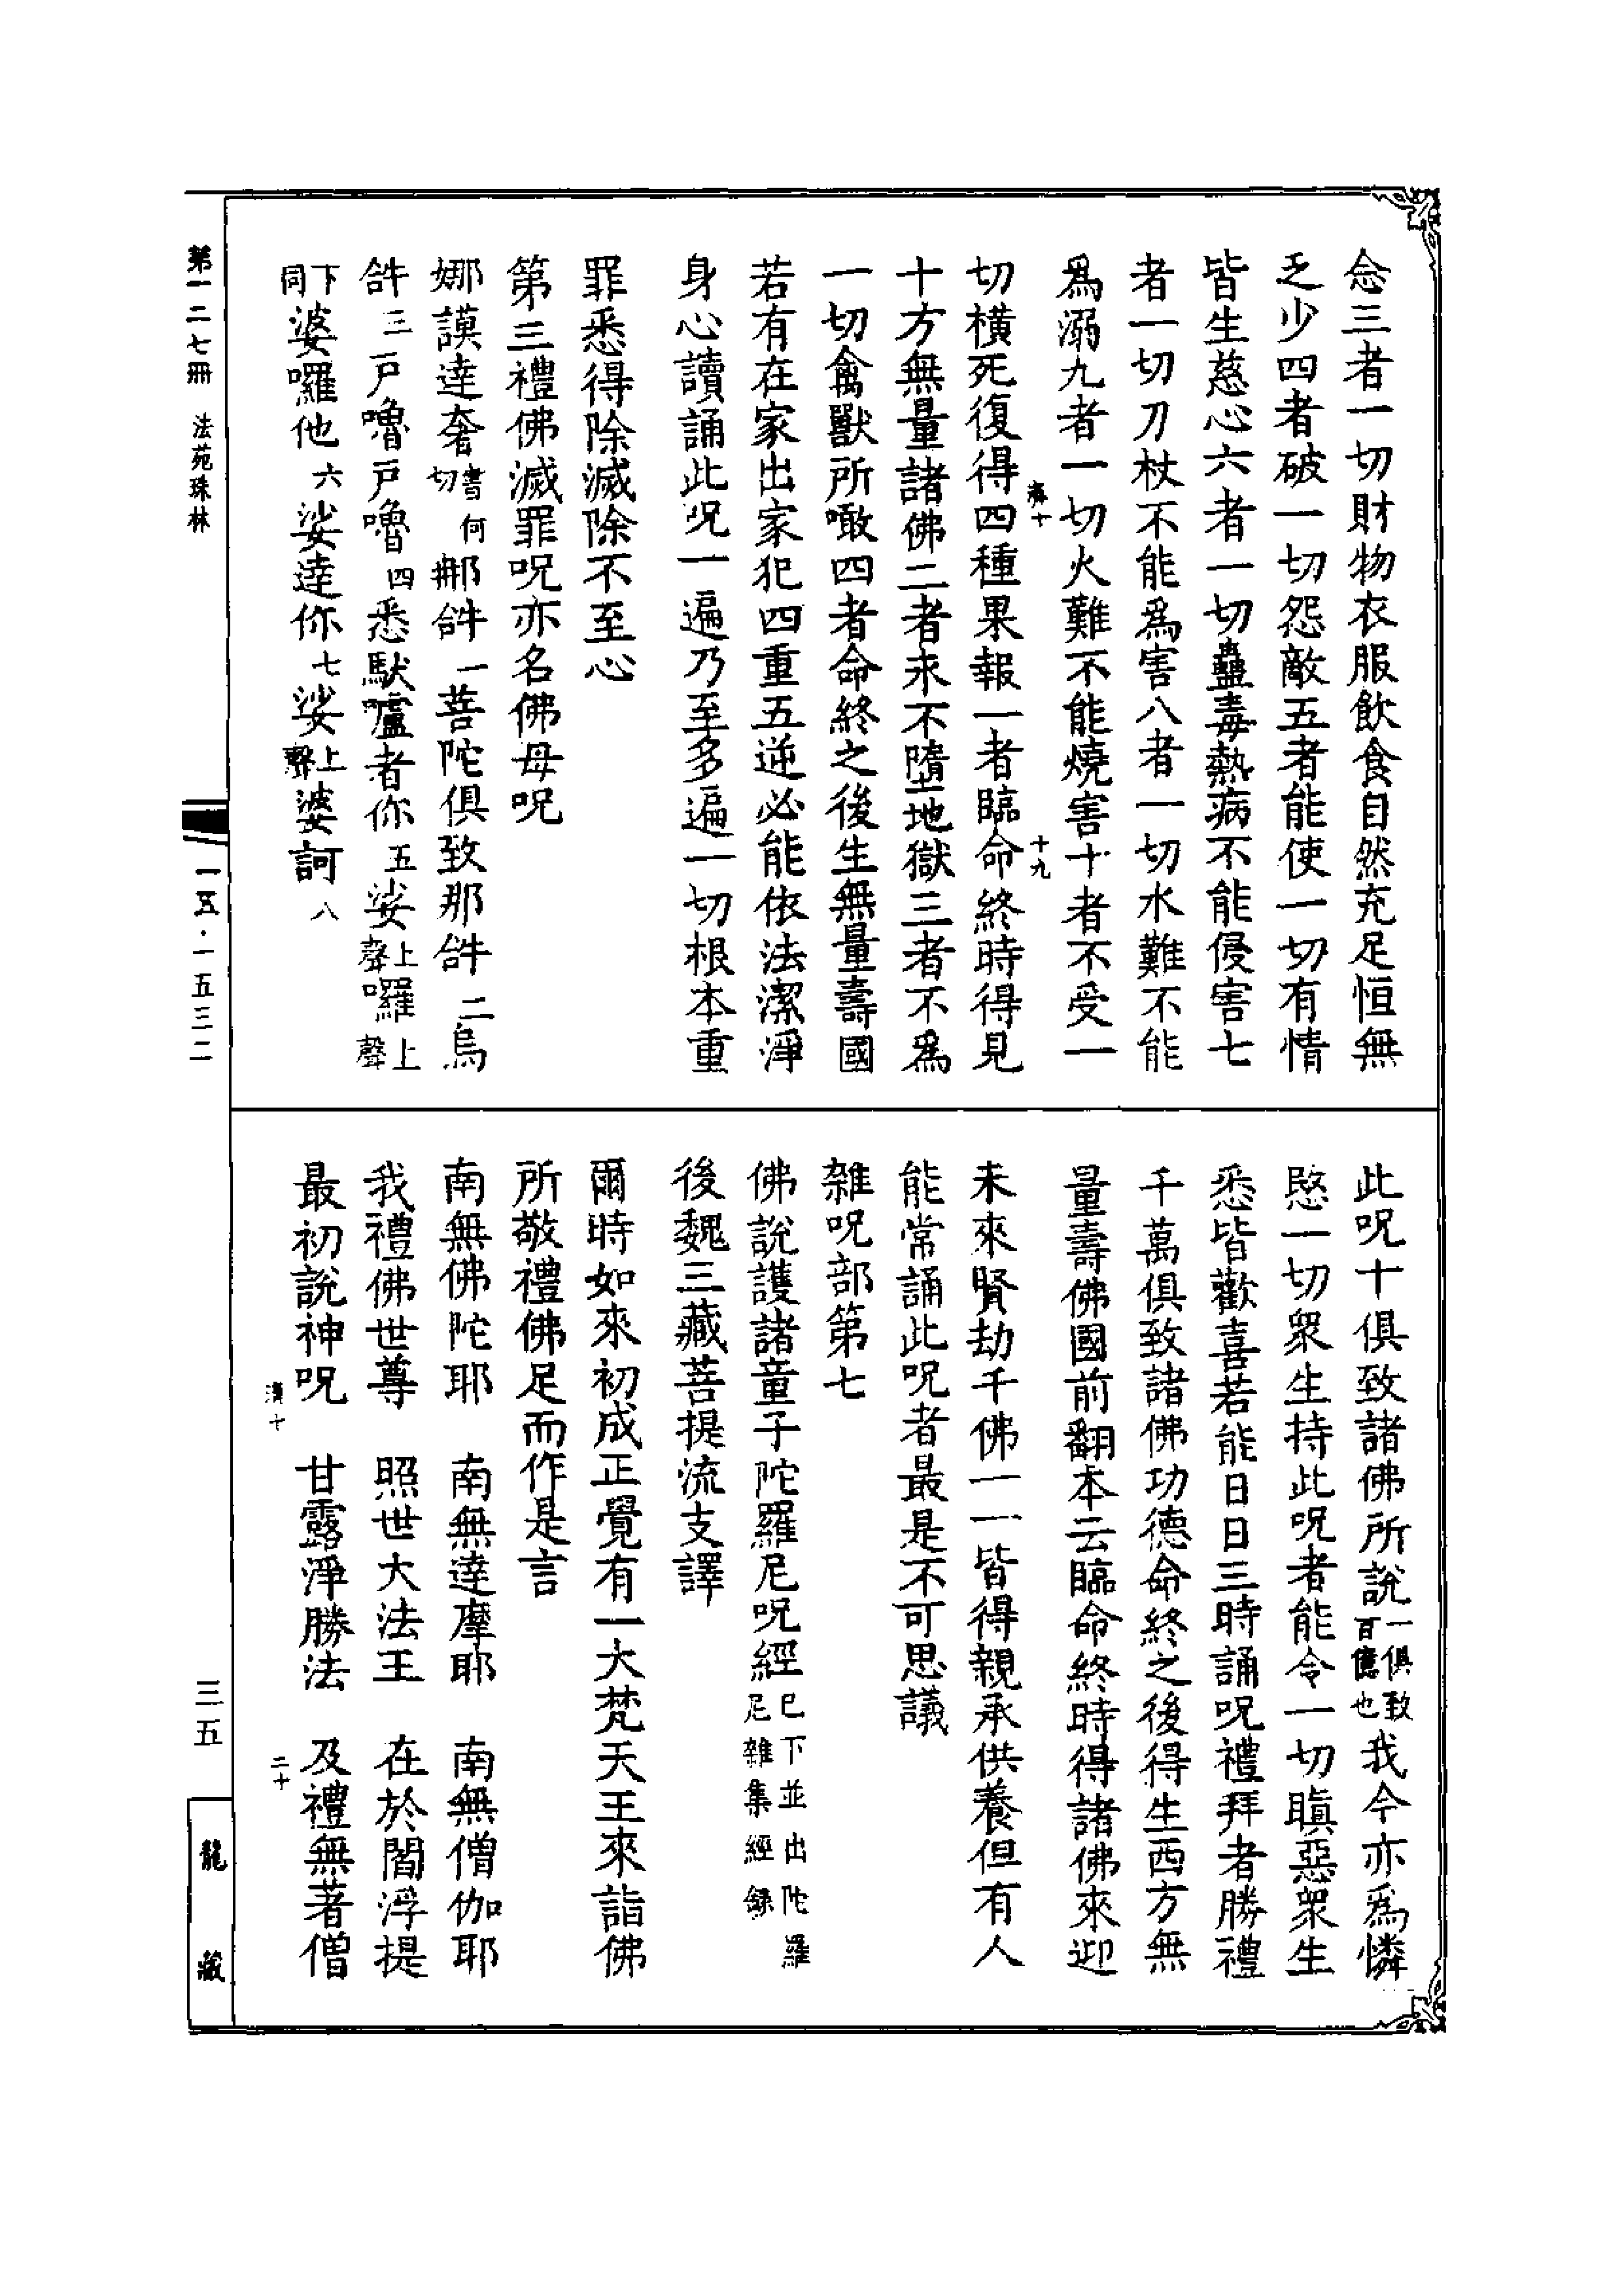 念三者一切財物衣服飲食自然充足恒無
乏少四者破一切怨敵五者能使一切有情
皆生慈心六者一切蠱毒熱病不能侵害七
者一切刀杖不能爲害八者一切水難不能
爲溺九者一切火難不能燒害十者不受一
十
十九
切橫死復得四種果報一者臨命終時得見
十方無量諸佛二者永不墮地獄三者不爲
一切禽獸所噉四者命終之後生無量壽國
若有在家出家犯四重五逆必能依法潔淨
身心讀誦此呪一遍乃至多遍一切根本重
罪悉得除滅除不至心
第三禮佛滅罪呪亦名佛母呪
娜謨達奢書何切那𤙖一菩陀俱致那𤙖二烏
𤙖三戶嚕戶嚕四悉馱嚧者你五娑上聲囉上聲
下同婆囉他六娑達你七娑上聲婆訶八
此呪十俱致諸佛所說一俱致百億也我今亦爲憐
愍一切衆生持此呪者能令一切瞋惡衆生
悉皆歡喜若能日日三時誦呪禮拜者勝禮
千萬俱致諸佛功德命終之後得生西方無
量壽佛國前翻本云臨命終時得諸佛來迎
未來賢劫千佛一一皆得親承供養但有人
能常誦此呪者最是不可思議
雜呪部第七
佛說護諸童子陀羅尼呪經已下並出陀羅尼雜集經錄
後魏三藏菩提流支譯
爾時如來初成正覺有一大梵天王來詣佛
所敬禮佛足而作是言
南無佛陀耶　南無達摩耶　南無僧伽耶
我禮佛世尊　照世大法王　在於閻浮提
最初說神呪　甘露淨勝法　及禮無著僧
十
二十
第一二七冊　法苑珠林
一五·一五三二
三五
龍藏